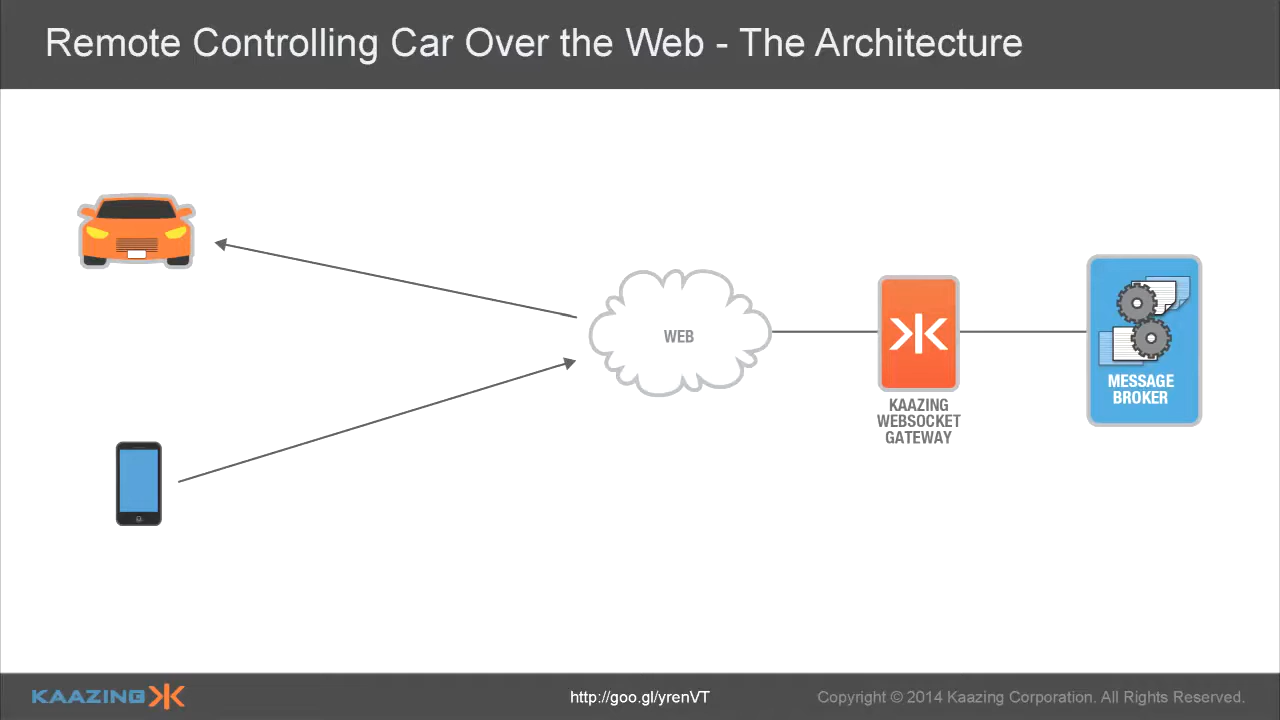 Remote Controlling Car Over the Web - The Architecture
WEB
KAAZING
WEBSOCKET
GATEWAY
MESSAGE
BROKER
KAAZING
http://goo.gl/yrenVT
Copyright © 2014 Kaazing Corporation. All Rights Reserved.